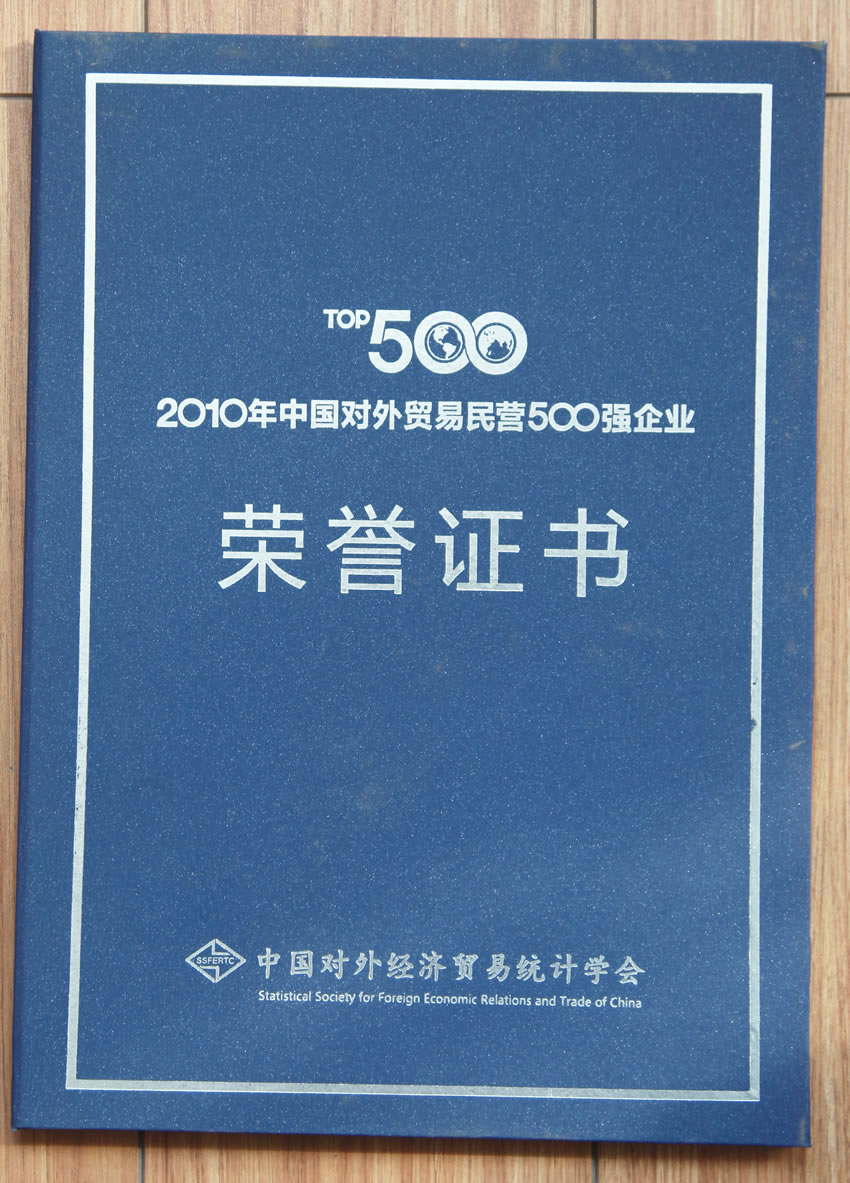 TOP 500
2010年中国对外贸易民营500强企业
荣誉证书
SSFERTC
中国对外经济贸易统计学会
Statistical Society for Foreign Economic Relations and Trade of China